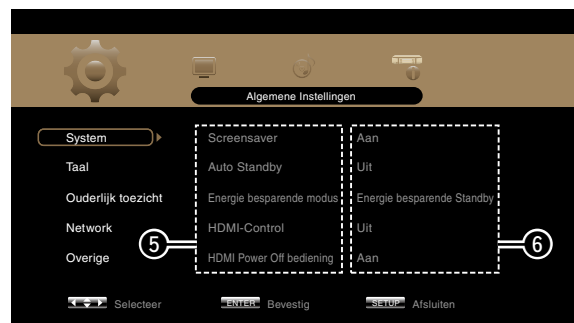 Algemene Instellingen
System Screensaver Aan
Taal Auto Standby Uit
Ouderlijk toezicht Energie besparende modus Energie besparende Standby
Network HDMI-Control Uit
Overige HDMI Power Off bediening Aan
5 6
Selecteer ENTER Bevestig SETUP Afsluiten